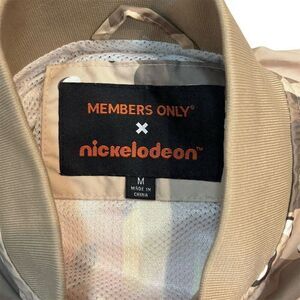 MEMBERS ONLY®
×
nickelodeon™
M
MADE IN
CHINA